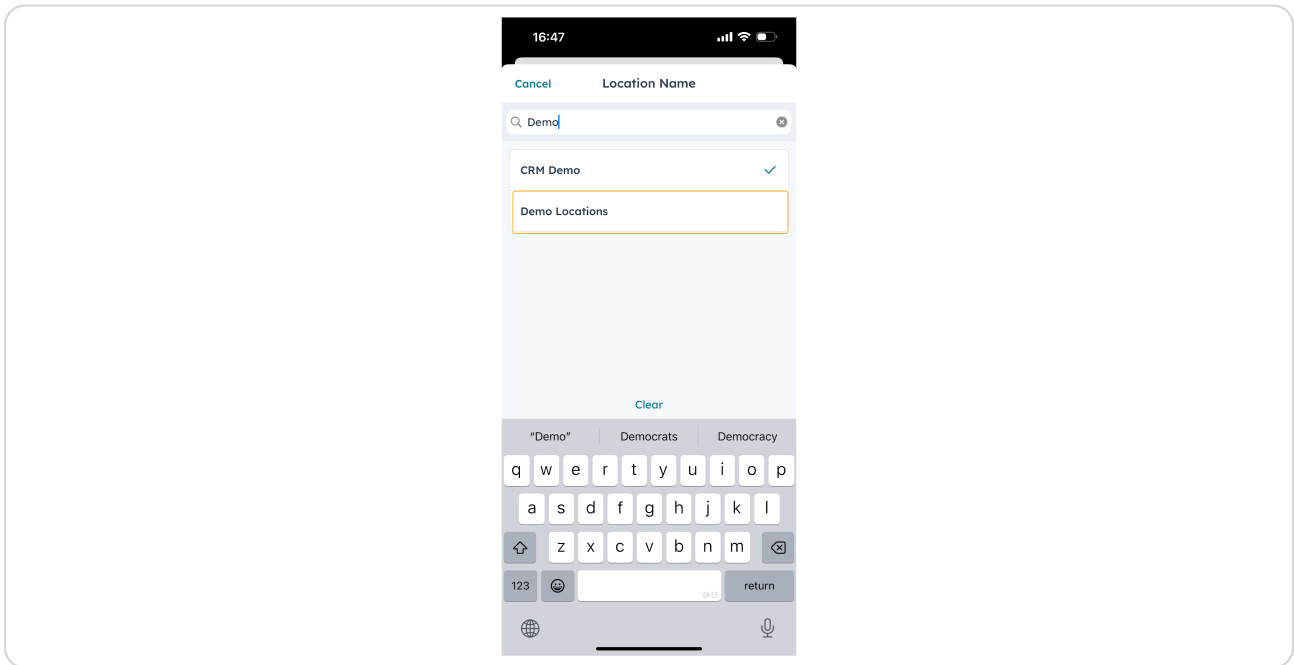 16:47
Cancel Location Name
Demo
CRM Demo
Demo Locations
Clear
“Demo” Democrats Democracy
q w e r t y u i o p
a s d f g h j k l
z x c v b n m
123 return